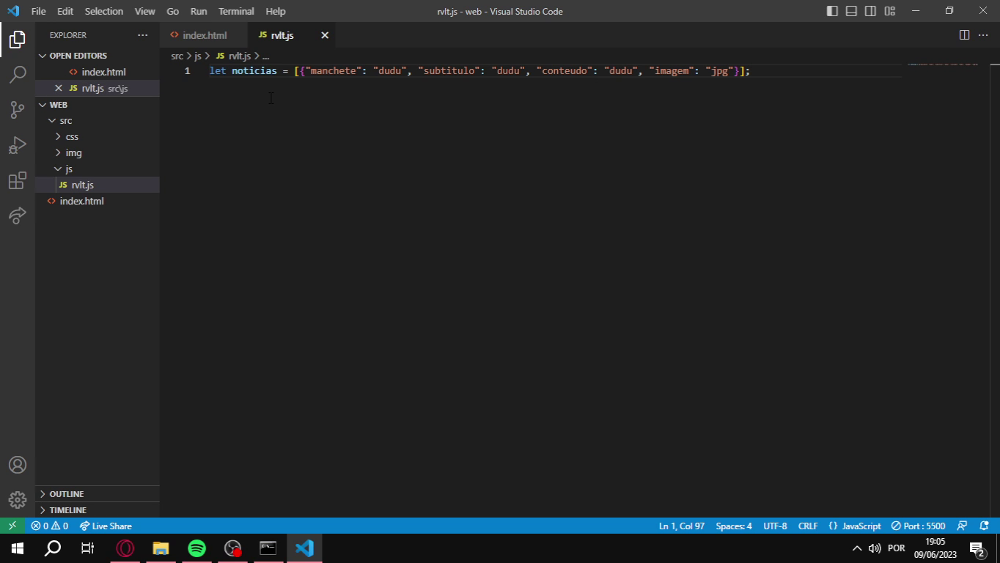 File Edit Selection View Go Run Terminal Help
rvlt.js - web - Visual Studio Code
EXPLORER
OPEN EDITORS
index.html
JS rvlt.js src\js
WEB
src
css
img
js
JS rvlt.js
index.html
OUTLINE
TIMELINE
index.html
JS rvlt.js
src > js > JS rvlt.js > ...
1 let noticias = [{"manchete": "dudu", "subtitulo": "dudu", "conteudo": "dudu", "imagem": "jpg"}];
0 0 Live Share
Ln 1, Col 97 Spaces: 4 UTF-8 CRLF {} JavaScript Port : 5500
POR
19:05
09/06/2023
2